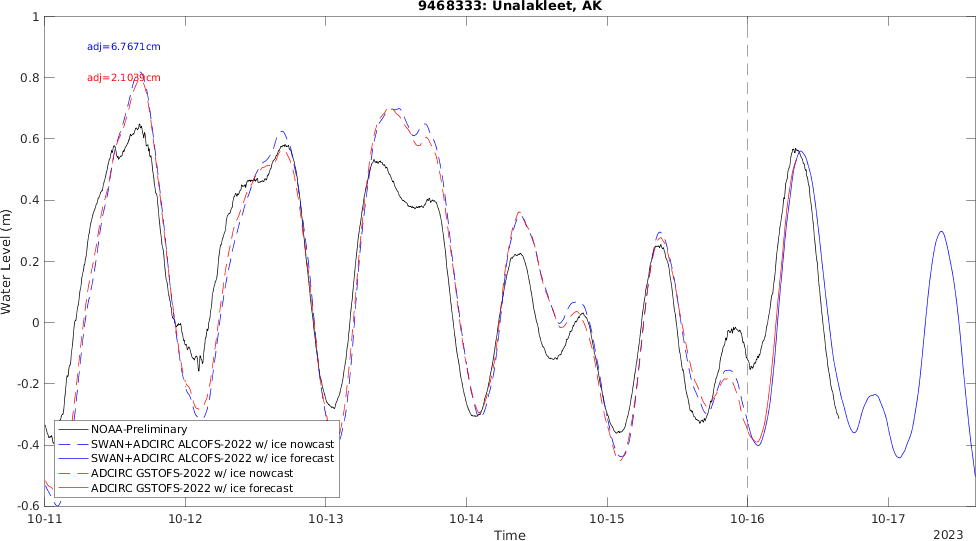 9468333: Unalakleet, AK
1
adj=6.7671cm
0.8
adj=2.1039cm
0.6
0.4
0.2
0
-0.2
-0.4
-0.6
Water Level (m)
NOAA-Preliminary
SWAN+ADCIRC ALCOFS-2022 w/ ice nowcast
SWAN+ADCIRC ALCOFS-2022 w/ ice forecast
ADCIRC GSTOFS-2022 w/ ice nowcast
ADCIRC GSTOFS-2022 w/ ice forecast
10-11 10-12 10-13 10-14 10-15 10-16 10-17
Time
2023